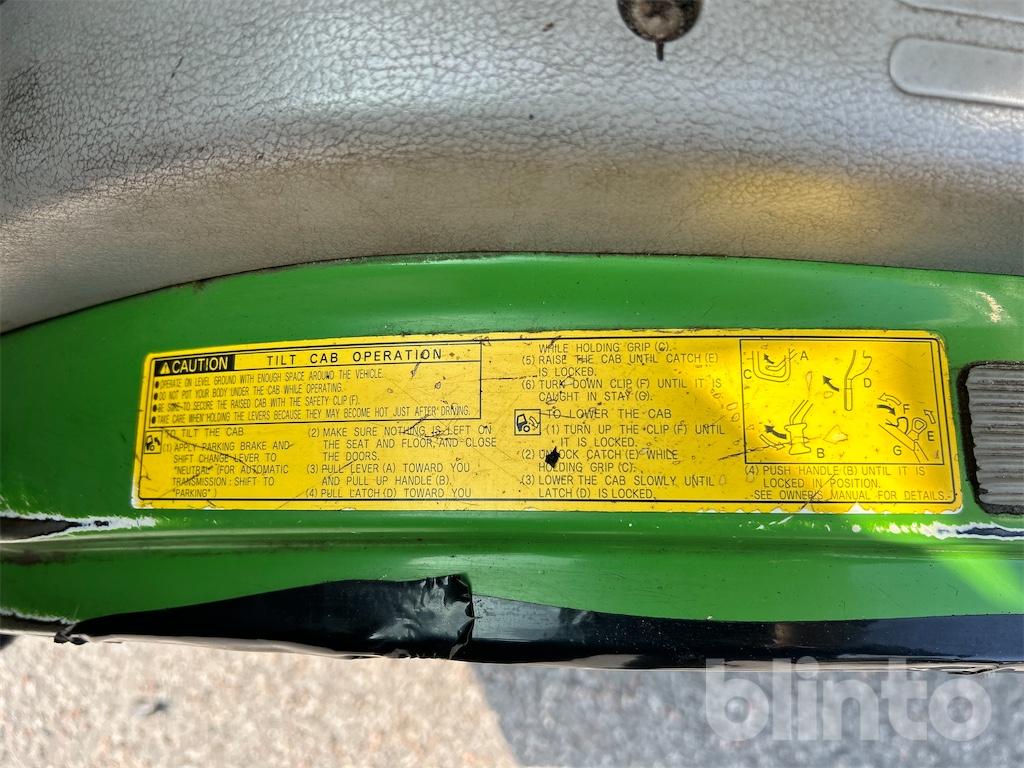 CAUTION TILT CAB OPERATION
● OPERATE ON LEVEL GROUND WITH ENOUGH SPACE AROUND THE VEHICLE.
● DO NOT PUT YOUR BODY UNDER THE CAB WHILE OPERATING.
● BE SURE TO SECURE THE RAISED CAB WITH THE SAFETY CLIP (F).
● TAKE CARE WHEN HOLDING THE LEVERS BECAUSE THEY MAY BECOME HOT JUST AFTER DRIVING.
TO TILT THE CAB
(1) APPLY PARKING BRAKE AND
SHIFT CHANGE LEVER TO
"NEUTRAL" (FOR AUTOMATIC
TRANSMISSION : SHIFT TO
"PARKING".)
(2) MAKE SURE NOTHING IS LEFT ON
THE SEAT AND FLOOR, AND CLOSE
THE DOORS.
(3) PULL LEVER (A) TOWARD YOU
AND PULL UP HANDLE (B).
(4) PULL LATCH (D) TOWARD YOU
WHILE HOLDING GRIP (C).
(5) RAISE THE CAB UNTIL CATCH (E)
IS LOCKED.
(6) TURN DOWN CLIP (F) UNTIL IT IS
CAUGHT IN STAY (G).
TO LOWER THE CAB
(1) TURN UP THE CLIP (F) UNTIL
IT IS LOCKED.
(2) UNLOCK CATCH (E) WHILE
HOLDING GRIP (C).
(3) LOWER THE CAB SLOWLY UNTIL
LATCH (D) IS LOCKED.
A
C
D
B
F
E
G
(4) PUSH HANDLE (B) UNTIL IT IS
LOCKED IN POSITION.
-SEE OWNER'S MANUAL FOR DETAILS.-
blinto